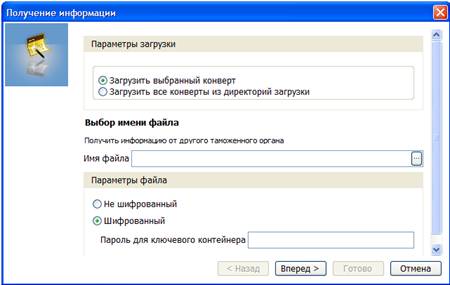 Получение информации
Параметры загрузки
Загрузить выбранный конверт
Загрузить все конверты из директорий загрузки
Выбор имени файла
Получить информацию от другого таможенного органа
Имя файла ...
Параметры файла
Не шифрованный
Шифрованный
Пароль для ключевого контейнера
< Назад Вперед > Готово Отмена